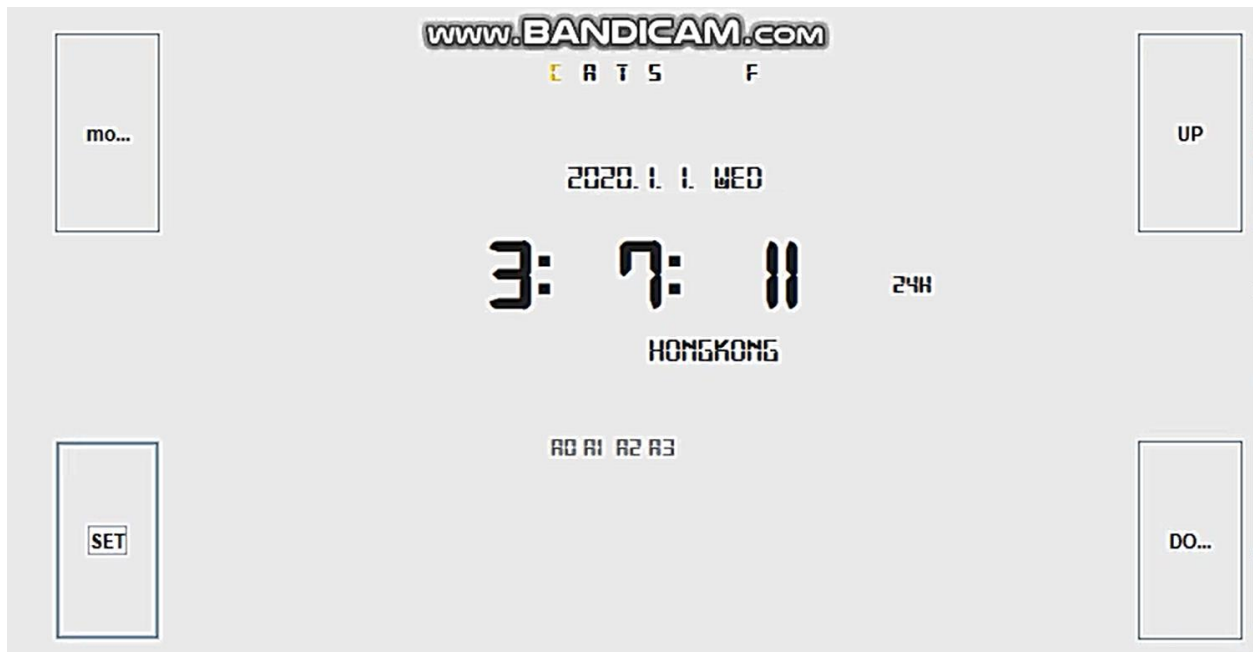 www.BANDICAM.com
C A T S F
mo...
UP
2020. 1. 1. WED
3: 7: 11
24H
HONGKONG
A0 A1 A2 A3
SET
DO...